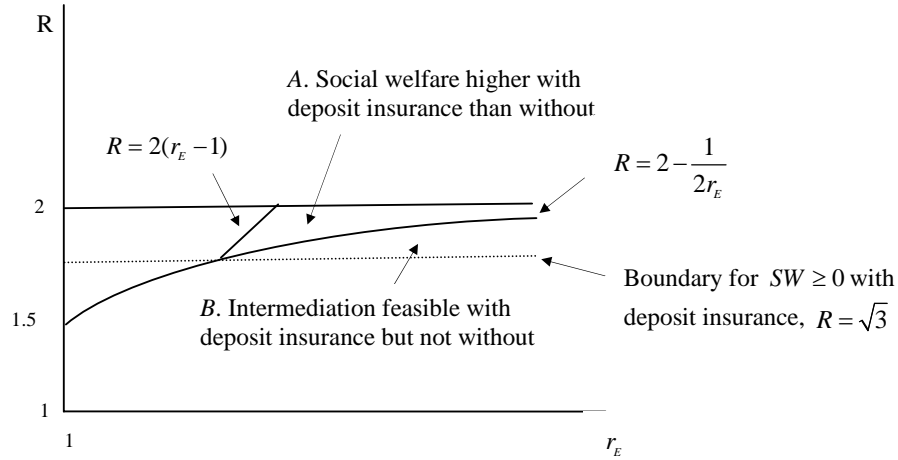 R
A. Social welfare higher with
deposit insurance than without
R = 2(r_E − 1)
R = 2 − 1/(2r_E)
2
Boundary for SW ≥ 0 with
deposit insurance, R = √3
B. Intermediation feasible with
deposit insurance but not without
1.5
1
1
r_E